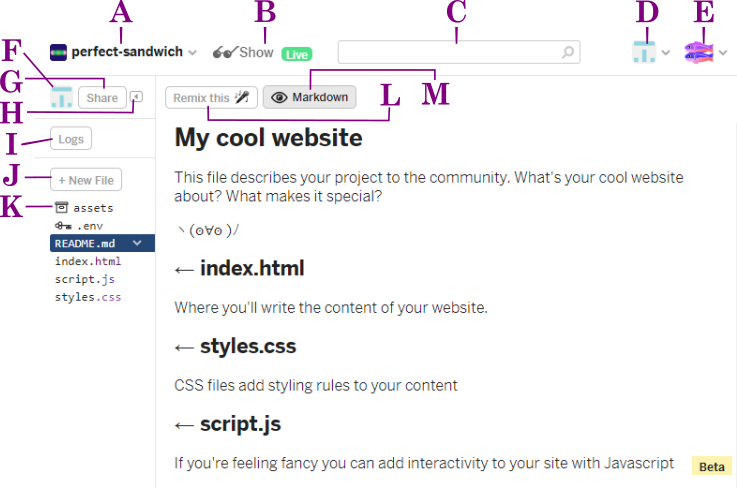 A
B
C
D
E
F
G
H
I
J
K
L
M
perfect-sandwich
Show
Live
Share
Remix this
Markdown
Logs
+ New File
assets
.env
README.md
index.html
script.js
styles.css
My cool website
This file describes your project to the community. What's your cool website
about? What makes it special?
ヽ(ʘ∀ʘ)/
← index.html
Where you'll write the content of your website.
← styles.css
CSS files add styling rules to your content
← script.js
If you're feeling fancy you can add interactivity to your site with Javascript
Beta